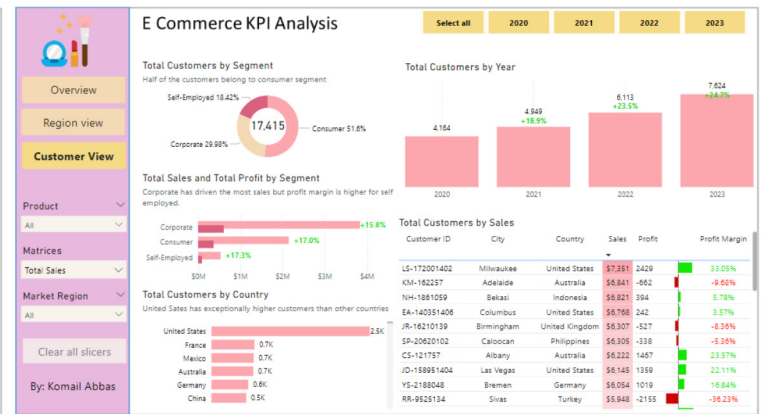 E Commerce KPI Analysis
Select all
2020
2021
2022
2023
Overview
Region view
Customer View
Product
All
Matrices
Total Sales
Market Region
All
Clear all slicers
By: Komail Abbas
Total Customers by Segment
Half of the customers belong to consumer segment
Self-Employed 18.42%
17,415
Consumer 51.6%
Corporate 29.98%
Total Customers by Year
4,164
4,949
+18.9%
6,113
+23.5%
7,624
+24.7%
2020
2021
2022
2023
Total Sales and Total Profit by Segment
Corporate has driven the most sales but profit margin is higher for self
employed.
Corporate
+15.8%
Consumer
+17.0%
Self-Employed
+17.3%
$0M
$1M
$2M
$3M
$4M
Total Customers by Country
United Sates has exceptionally higher customers than other countries
United States
2.5K
France
0.7K
Mexico
0.7K
Australia
0.7K
Germany
0.6K
China
0.5K
Total Customers by Sales
Customer ID City Country Sales Profit Profit Margin
LS-172001402 Milwaukee United States $7,351 2429 33.05%
KM-162257 Adelaide Australia $6,841 -662 -9.68%
NH-1861059 Bekasi Indonesia $6,821 394 5.78%
EA-140351406 Columbus United States $6,768 242 3.57%
JR-16210139 Birmingham United Kingdom $6,307 -527 -8.36%
SP-20620102 Caloocan Philippines $6,305 -338 -5.36%
CS-121757 Albany Australia $6,222 1467 23.57%
JD-158951404 Las Vegas United States $6,145 1359 22.11%
YS-2188048 Bremen Germany $6,054 1019 16.84%
RR-9525134 Sivas Turkey $5,948 -2155 -36.23%